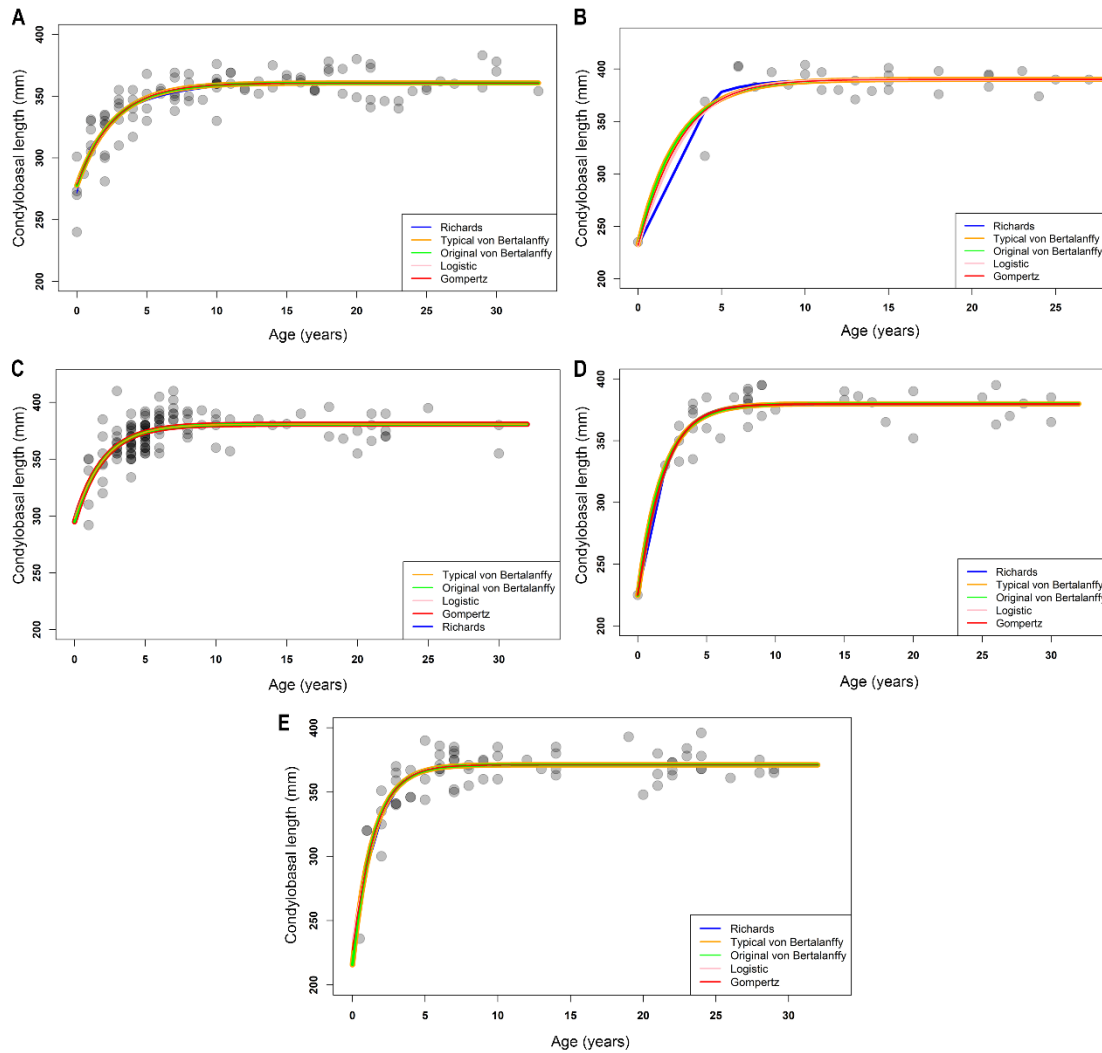 A
Condylobasal length (mm)
400
350
300
250
200
Richards
Typical von Bertalanffy
Original von Bertalanffy
Logistic
Gompertz
0 5 10 15 20 25 30
Age (years)
B
Condylobasal length (mm)
400
350
300
250
200
Richards
Typical von Bertalanffy
Original von Bertalanffy
Logistic
Gompertz
0 5 10 15 20 25
Age (years)
C
Condylobasal length (mm)
400
350
300
250
200
Typical von Bertalanffy
Original von Bertalanffy
Logistic
Gompertz
Richards
0 5 10 15 20 25 30
Age (years)
D
Condylobasal length (mm)
400
350
300
250
200
Richards
Typical von Bertalanffy
Original von Bertalanffy
Logistic
Gompertz
0 5 10 15 20 25 30
Age (years)
E
Condylobasal length (mm)
400
350
300
250
200
Richards
Typical von Bertalanffy
Original von Bertalanffy
Logistic
Gompertz
0 5 10 15 20 25 30
Age (years)